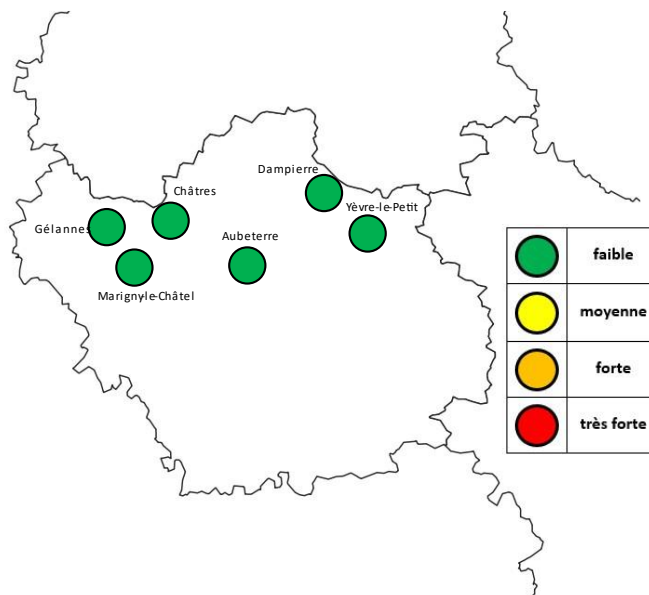 Dampierre
Châtres
Yèvre-le-Petit
Gélannes
Aubeterre
Marignyle-Châtel
faible
moyenne
forte
très forte